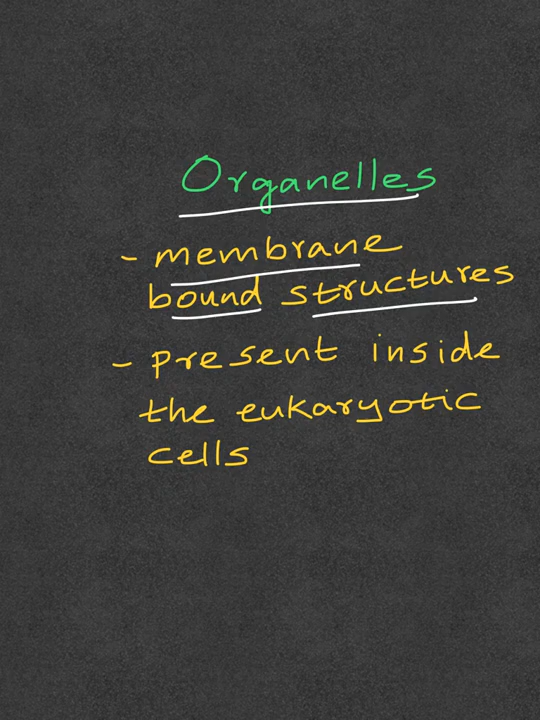 Organelles
- membrane
bound structures
- present inside
the eukaryotic
cells